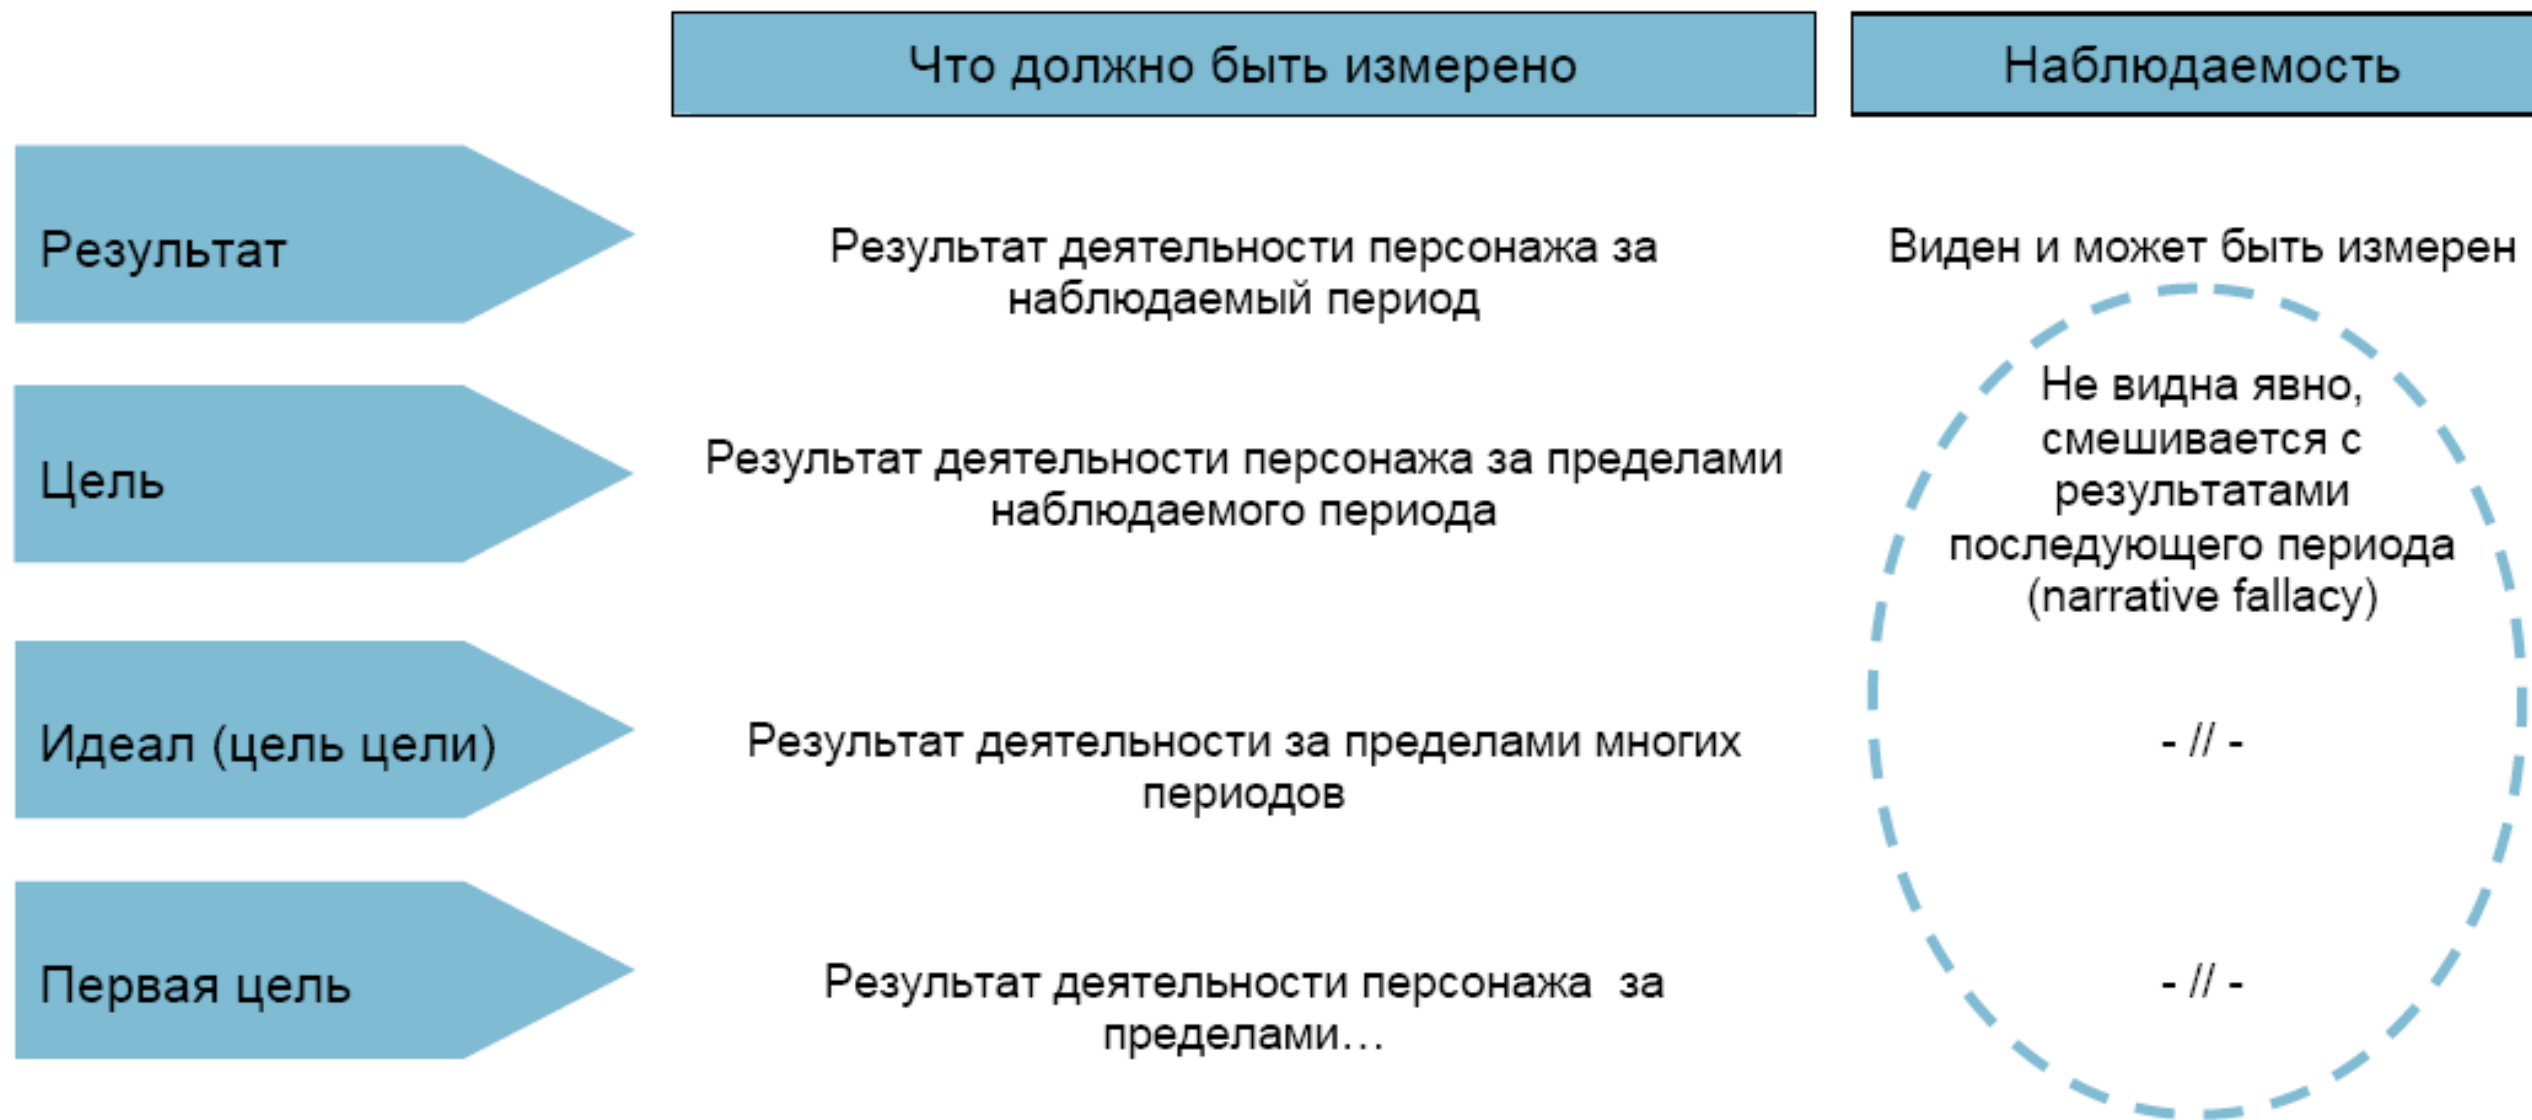 Что должно быть измерено
Наблюдаемость
Результат
Результат деятельности персонажа за
наблюдаемый период
Виден и может быть измерен
Цель
Результат деятельности персонажа за пределами
наблюдаемого периода
Не видна явно,
смешивается с
результатами
последующего периода
(narrative fallacy)
Идеал (цель цели)
Результат деятельности за пределами многих
периодов
- // -
Первая цель
Результат деятельности персонажа за
пределами...
- // -